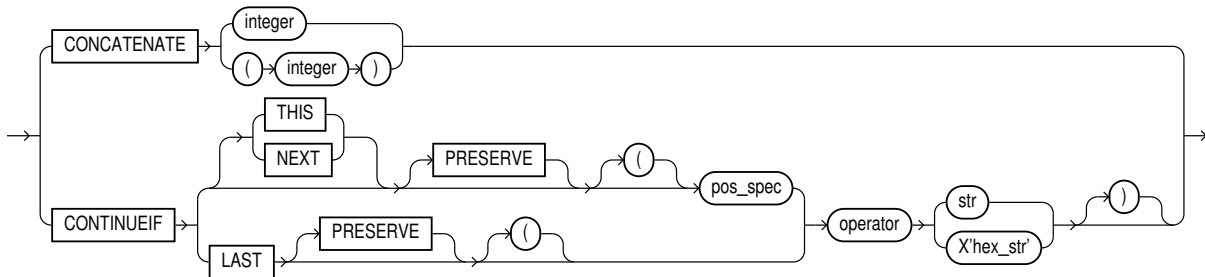 CONCATENATE
integer
( integer )
CONTINUEIF
THIS
NEXT
PRESERVE
(
pos_spec
LAST
PRESERVE
(
operator
str
X'hex_str'
)